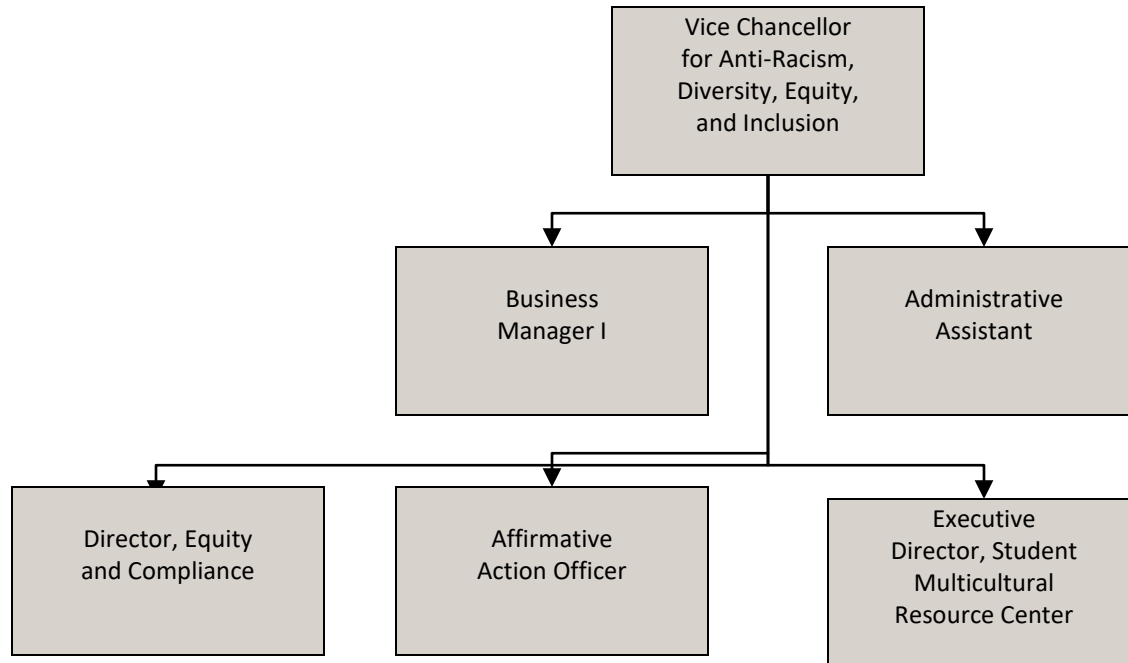 Vice Chancellor
for Anti-Racism,
Diversity, Equity,
and Inclusion
Business
Manager I
Administrative
Assistant
Director, Equity
and Compliance
Affirmative
Action Officer
Executive
Director, Student
Multicultural
Resource Center